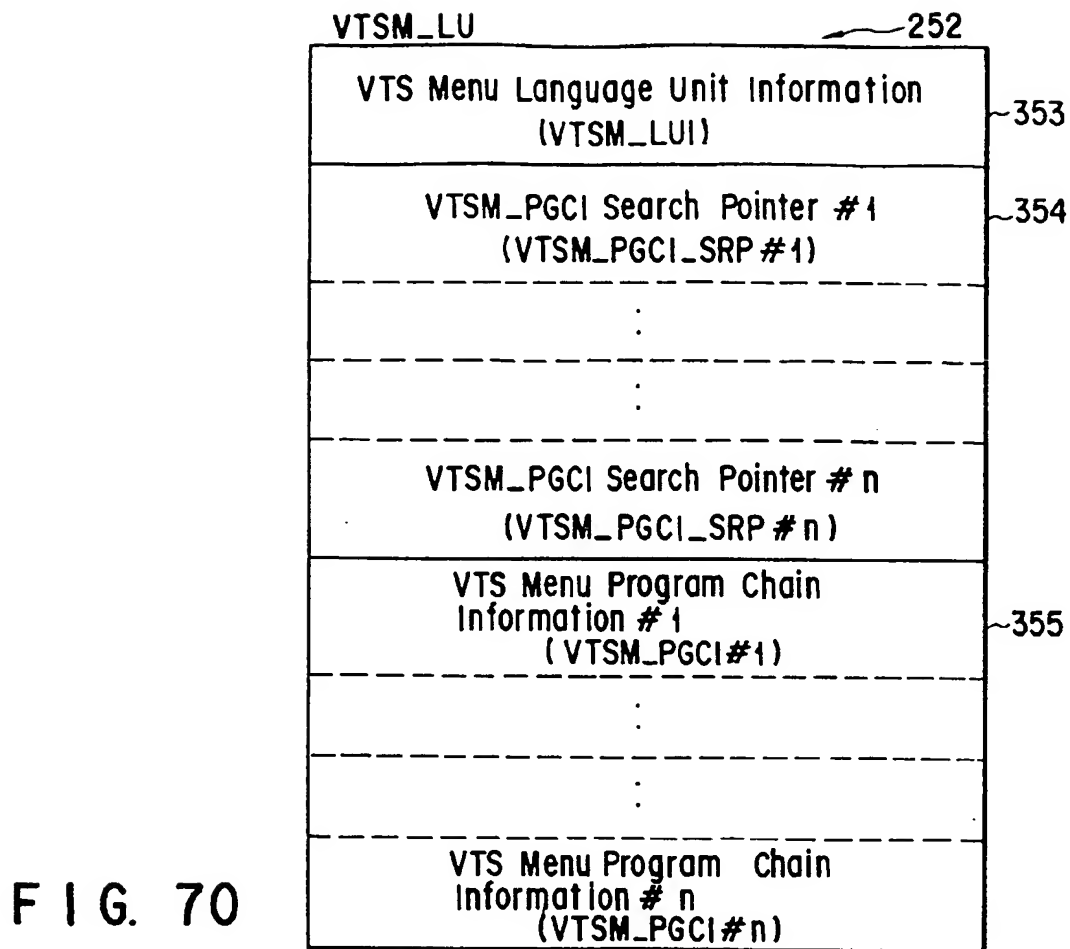 VTSM_LU
252
VTS Menu Language Unit Information
(VTSM_LUI)
353
VTSM_PGCI Search Pointer #1
(VTSM_PGCI_SRP#1)
354
VTSM_PGCI Search Pointer #n
(VTSM_PGCI_SRP#n)
VTS Menu Program Chain
Information #1
(VTSM_PGCI#1)
355
VTS Menu Program Chain
Information # n
(VTSM_PGCI#n)
FIG. 70